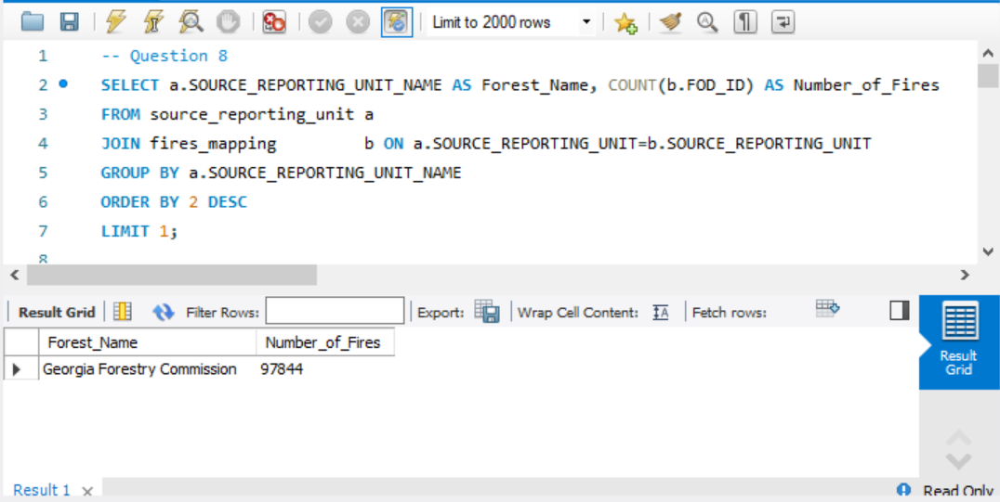 Limit to 2000 rows
1 -- Question 8
2 SELECT a.SOURCE_REPORTING_UNIT_NAME AS Forest_Name, COUNT(b.FOD_ID) AS Number_of_Fires
3 FROM source_reporting_unit a
4 JOIN fires_mapping b ON a.SOURCE_REPORTING_UNIT=b.SOURCE_REPORTING_UNIT
5 GROUP BY a.SOURCE_REPORTING_UNIT_NAME
6 ORDER BY 2 DESC
7 LIMIT 1;
8
Result Grid Filter Rows: Export: Wrap Cell Content: Fetch rows:
Forest_Name Number_of_Fires
Georgia Forestry Commission 97844
Result
Grid
Result 1 Read Only